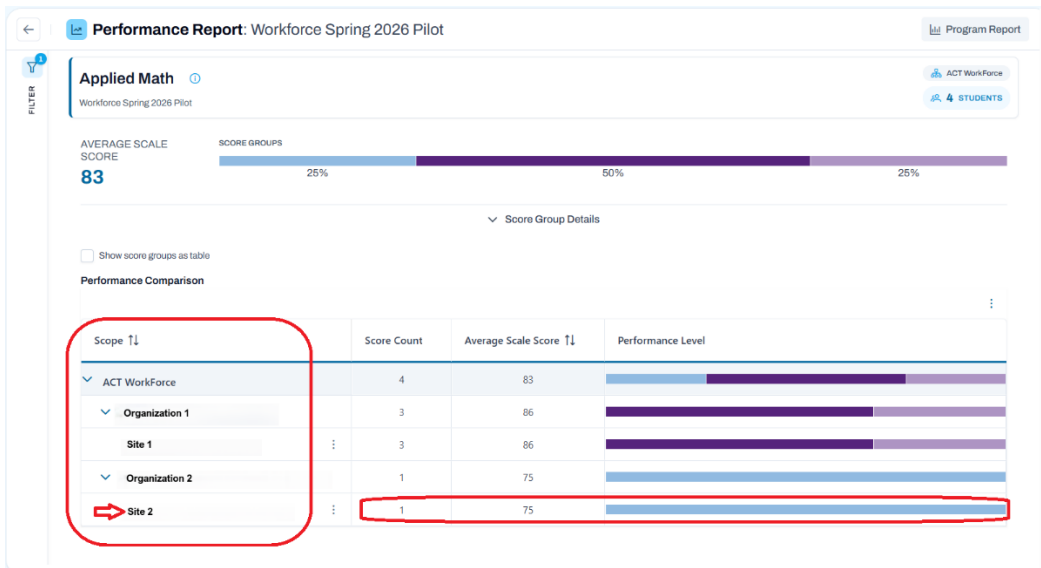 Performance Report: Workforce Spring 2026 Pilot
Program Report
1
FILTER
Applied Math
Workforce Spring 2026 Pilot
ACT WorkForce
4 STUDENTS
AVERAGE SCALE
SCORE
83
SCORE GROUPS
25% 50% 25%
Score Group Details
Show score groups as table
Performance Comparison
Scope Score Count Average Scale Score Performance Level
ACT WorkForce 4 83
Organization 1 3 86
Site 1 3 86
Organization 2 1 75
Site 2 1 75